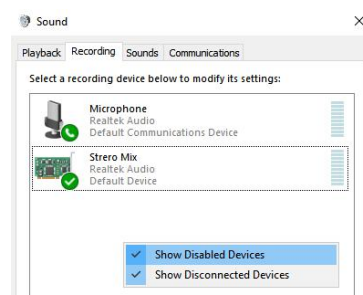 Sound
Playback Recording Sounds Communications
Select a recording device below to modify its settings:
Microphone
Realtek Audio
Default Communications Device
Strero Mix
Realtek Audio
Default Device
Show Disabled Devices
Show Disconnected Devices